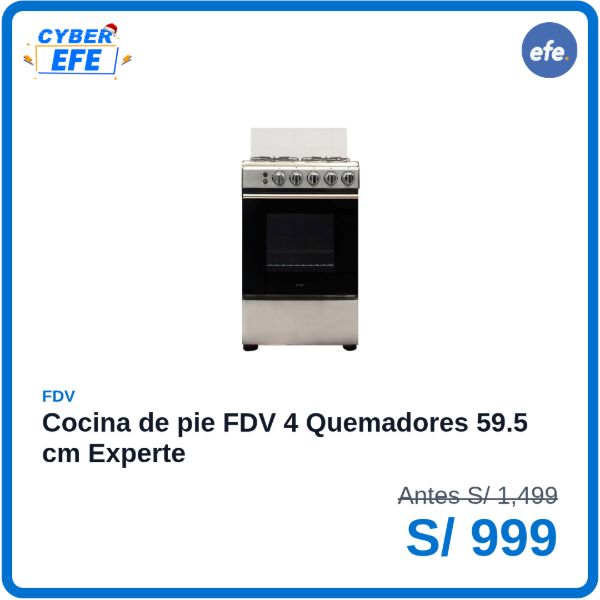 CYBER
EFE
efe.
FDV
Cocina de pie FDV 4 Quemadores 59.5
cm Experte
Antes S/ 1,499
S/ 999